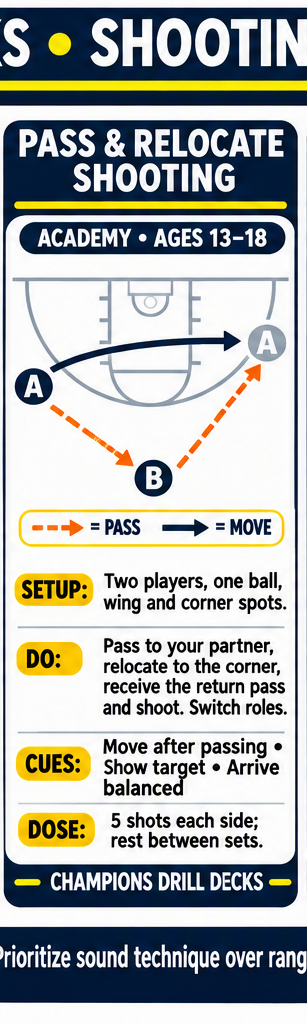 S • SHOOTIN
PASS & RELOCATE
SHOOTING
ACADEMY • AGES 13–18
A
A
B
= PASS
= MOVE
SETUP: Two players, one ball,
wing and corner spots.
DO: Pass to your partner,
relocate to the corner,
receive the return pass
and shoot. Switch roles.
CUES: Move after passing •
Show target • Arrive
balanced
DOSE: 5 shots each side;
rest between sets.
CHAMPIONS DRILL DECKS
Prioritize sound technique over rang